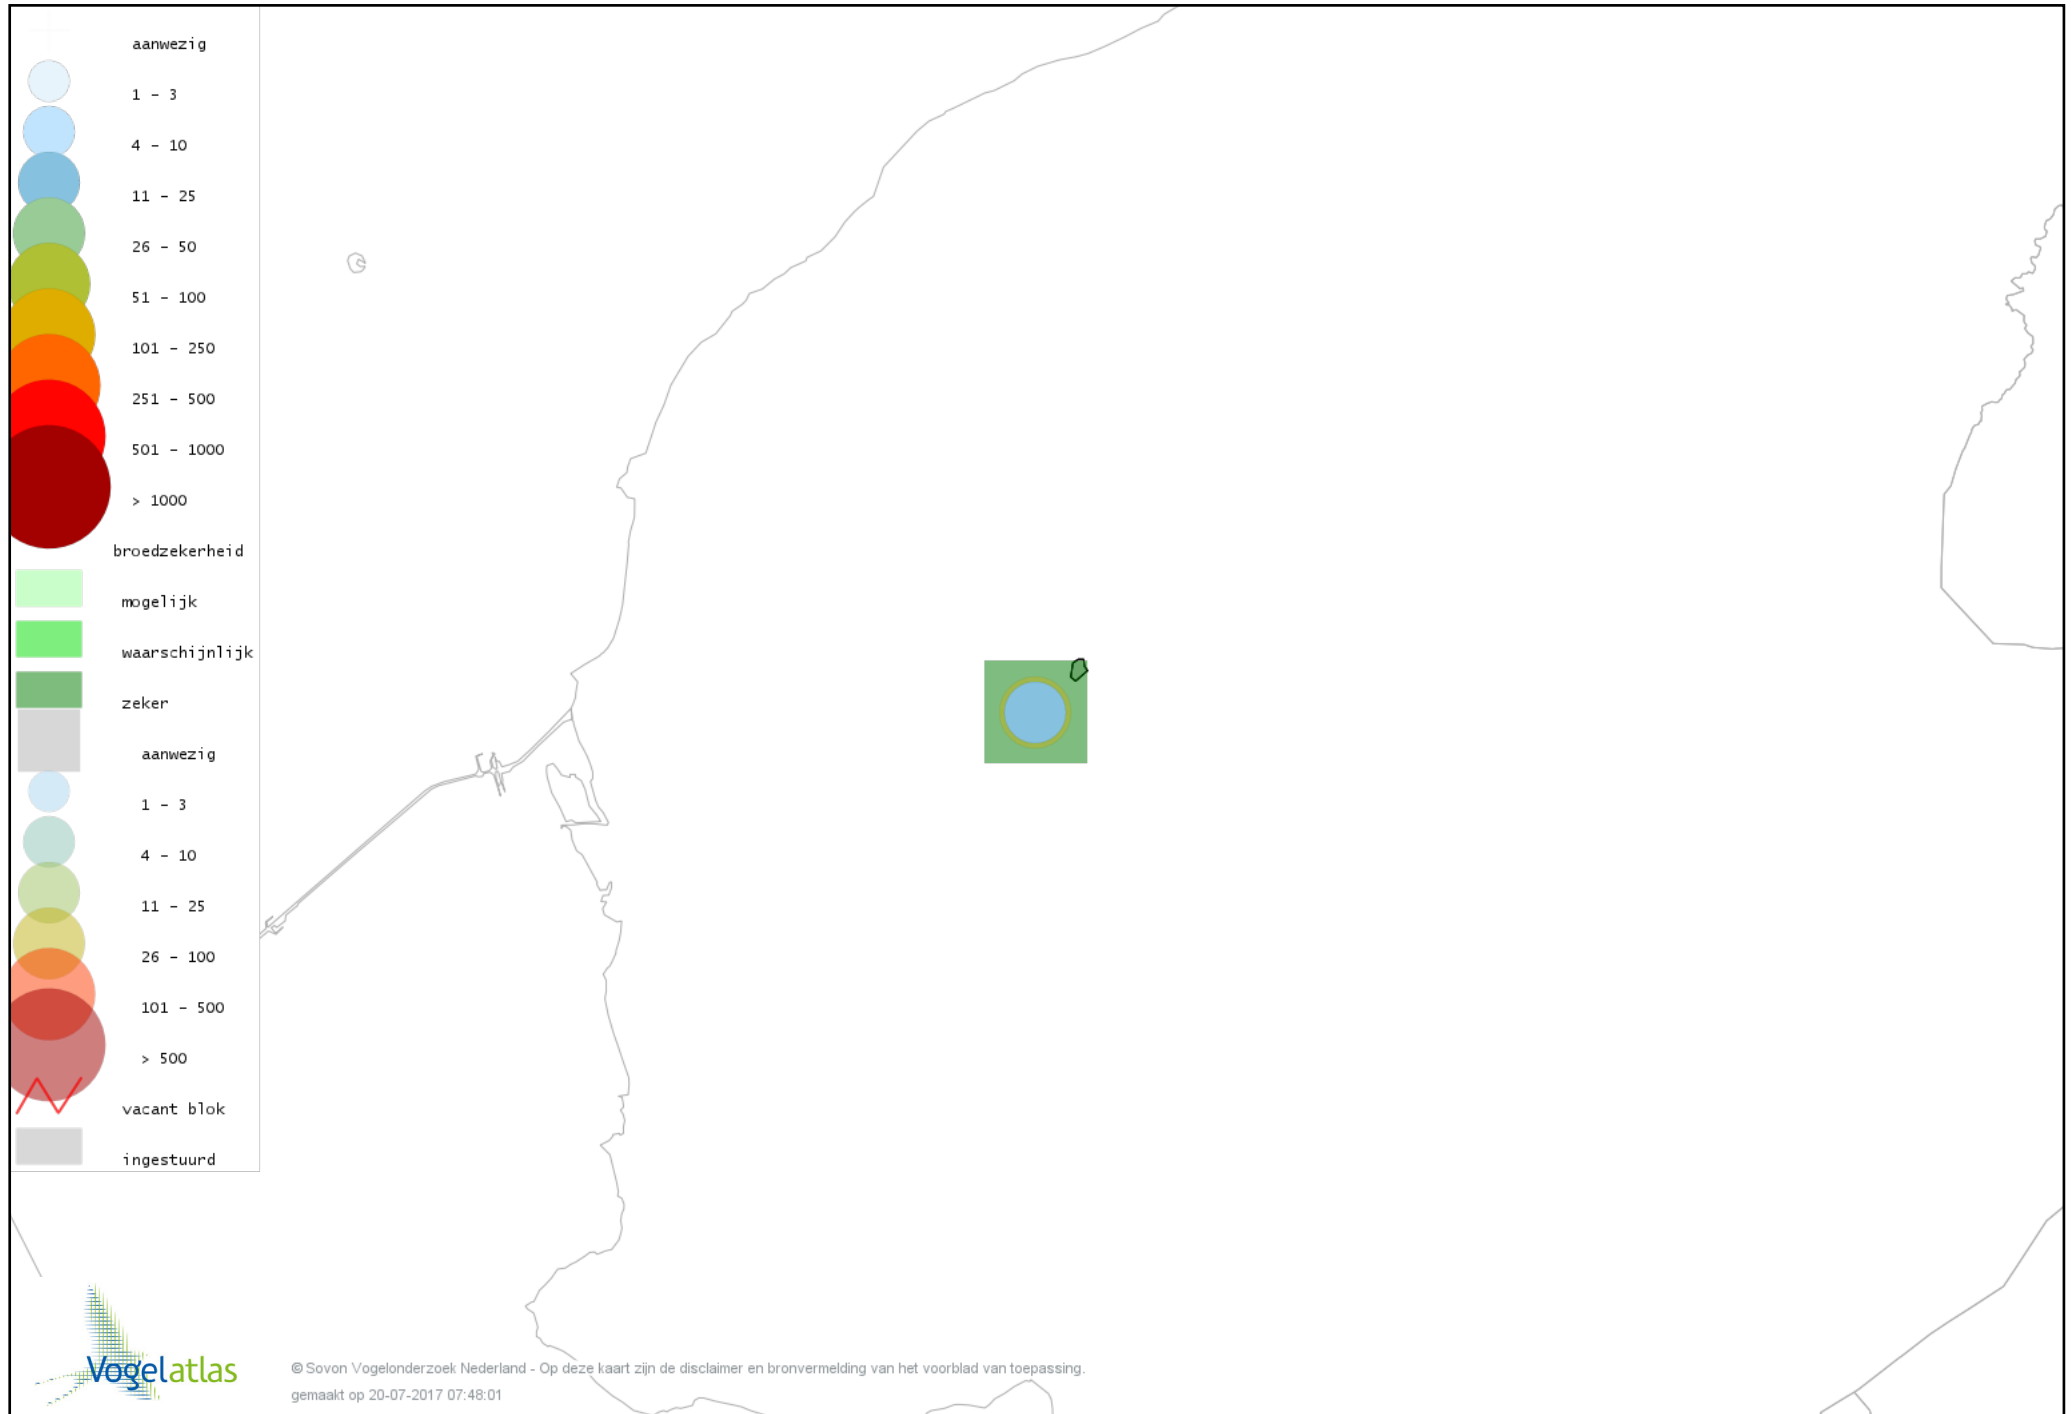 aanwezig
1 - 3
4 - 10
11 - 25
26 - 50
51 - 100
101 - 250
251 - 500
501 - 1000
> 1000
broedzekerheid
mogelijk
waarschijnlijk
zeker
aanwezig
1 - 3
4 - 10
11 - 25
26 - 100
101 - 500
> 500
vacant blok
ingestuurd
Vogelatlas
© Sovon Vogelonderzoek Nederland - Op deze kaart zijn de disclaimer en bronvermelding van het voorblad van toepassing.
gemaakt op 20-07-2017 07:48:01